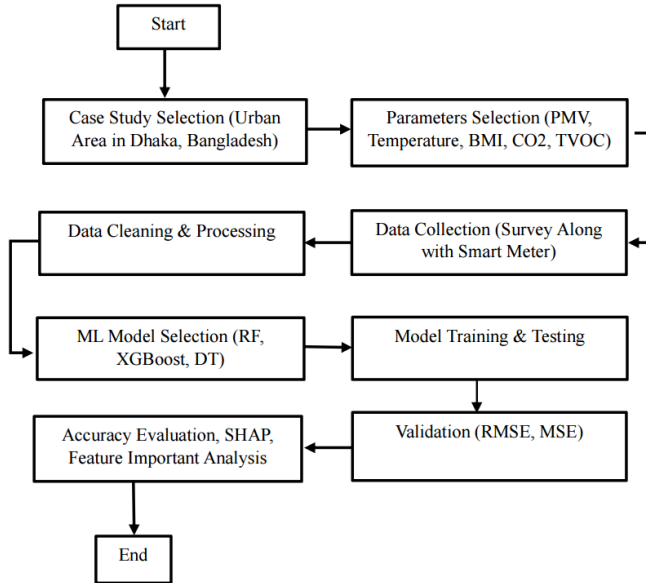 Start
Case Study Selection (Urban
Area in Dhaka, Bangladesh)
Parameters Selection (PMV,
Temperature, BMI, CO2, TVOC)
Data Collection (Survey Along
with Smart Meter)
Data Cleaning & Processing
ML Model Selection (RF,
XGBoost, DT)
Model Training & Testing
Validation (RMSE, MSE)
Accuracy Evaluation, SHAP,
Feature Important Analysis
End